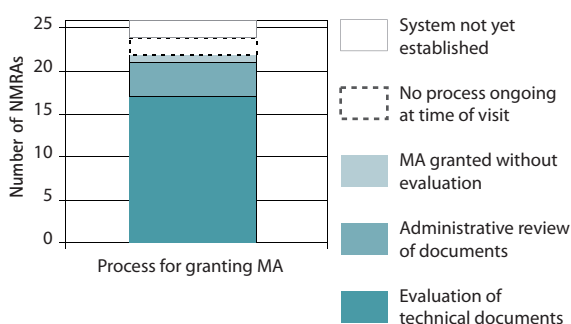 Number of NMRAs
25
20
15
10
5
0
Process for granting MA
System not yet
established
No process ongoing
at time of visit
MA granted without
evaluation
Administrative review
of documents
Evaluation of
technical documents